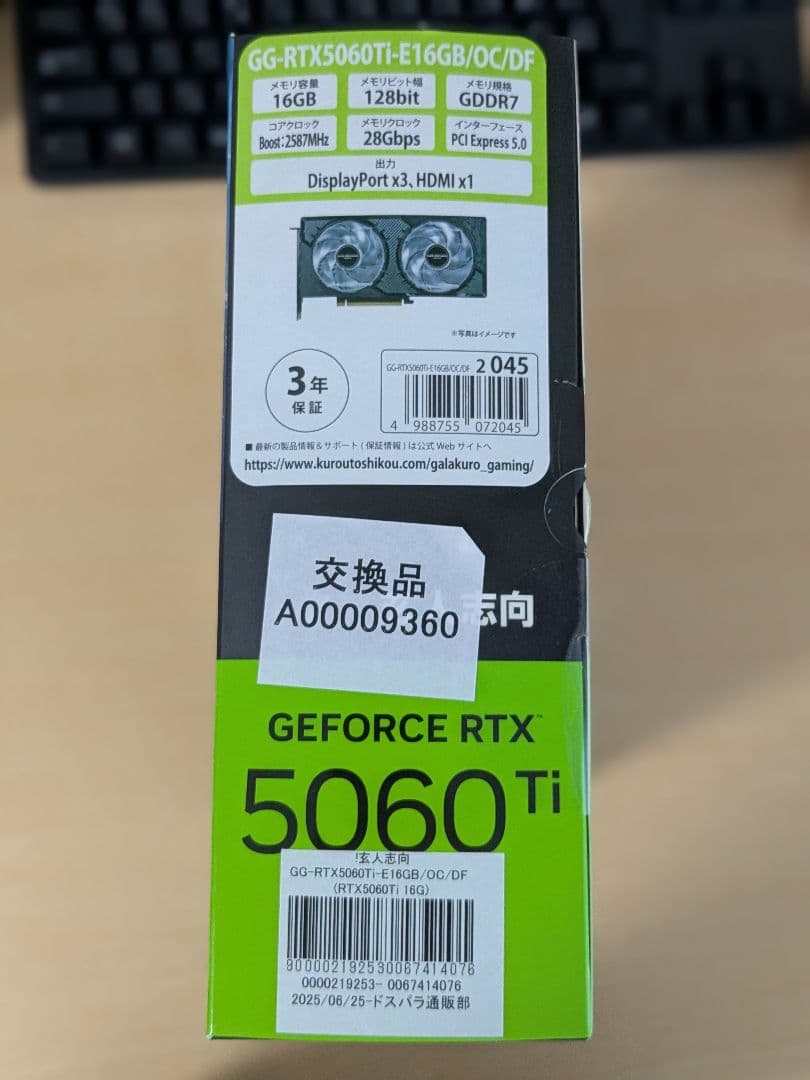 GG-RTX5060Ti-E16GB/OC/DF
メモリ容量 メモリビット幅 メモリ規格
16GB 128bit GDDR7
コアクロック メモリクロック インターフェース
Boost:2587MHz 28Gbps PCI Express 5.0
出力
DisplayPort x3、HDMI x1
※写真はイメージです
3年
保証
GG-RTX5060Ti-E16GB/OC/DF 2 045
4 988755 072045
■ 最新の製品情報&サポート(保証情報)は公式Webサイトへ
https://www.kuroutoshikou.com/galakuro_gaming/
交換品
A00009360
人志向
GEFORCE RTX™
5060 Ti
!玄人志向
GG-RTX5060Ti-E16GB/OC/DF
(RTX5060Ti 16G)
900002192530067414076
0000219253- 0067414076
2025/06/25-ドスパラ通販部